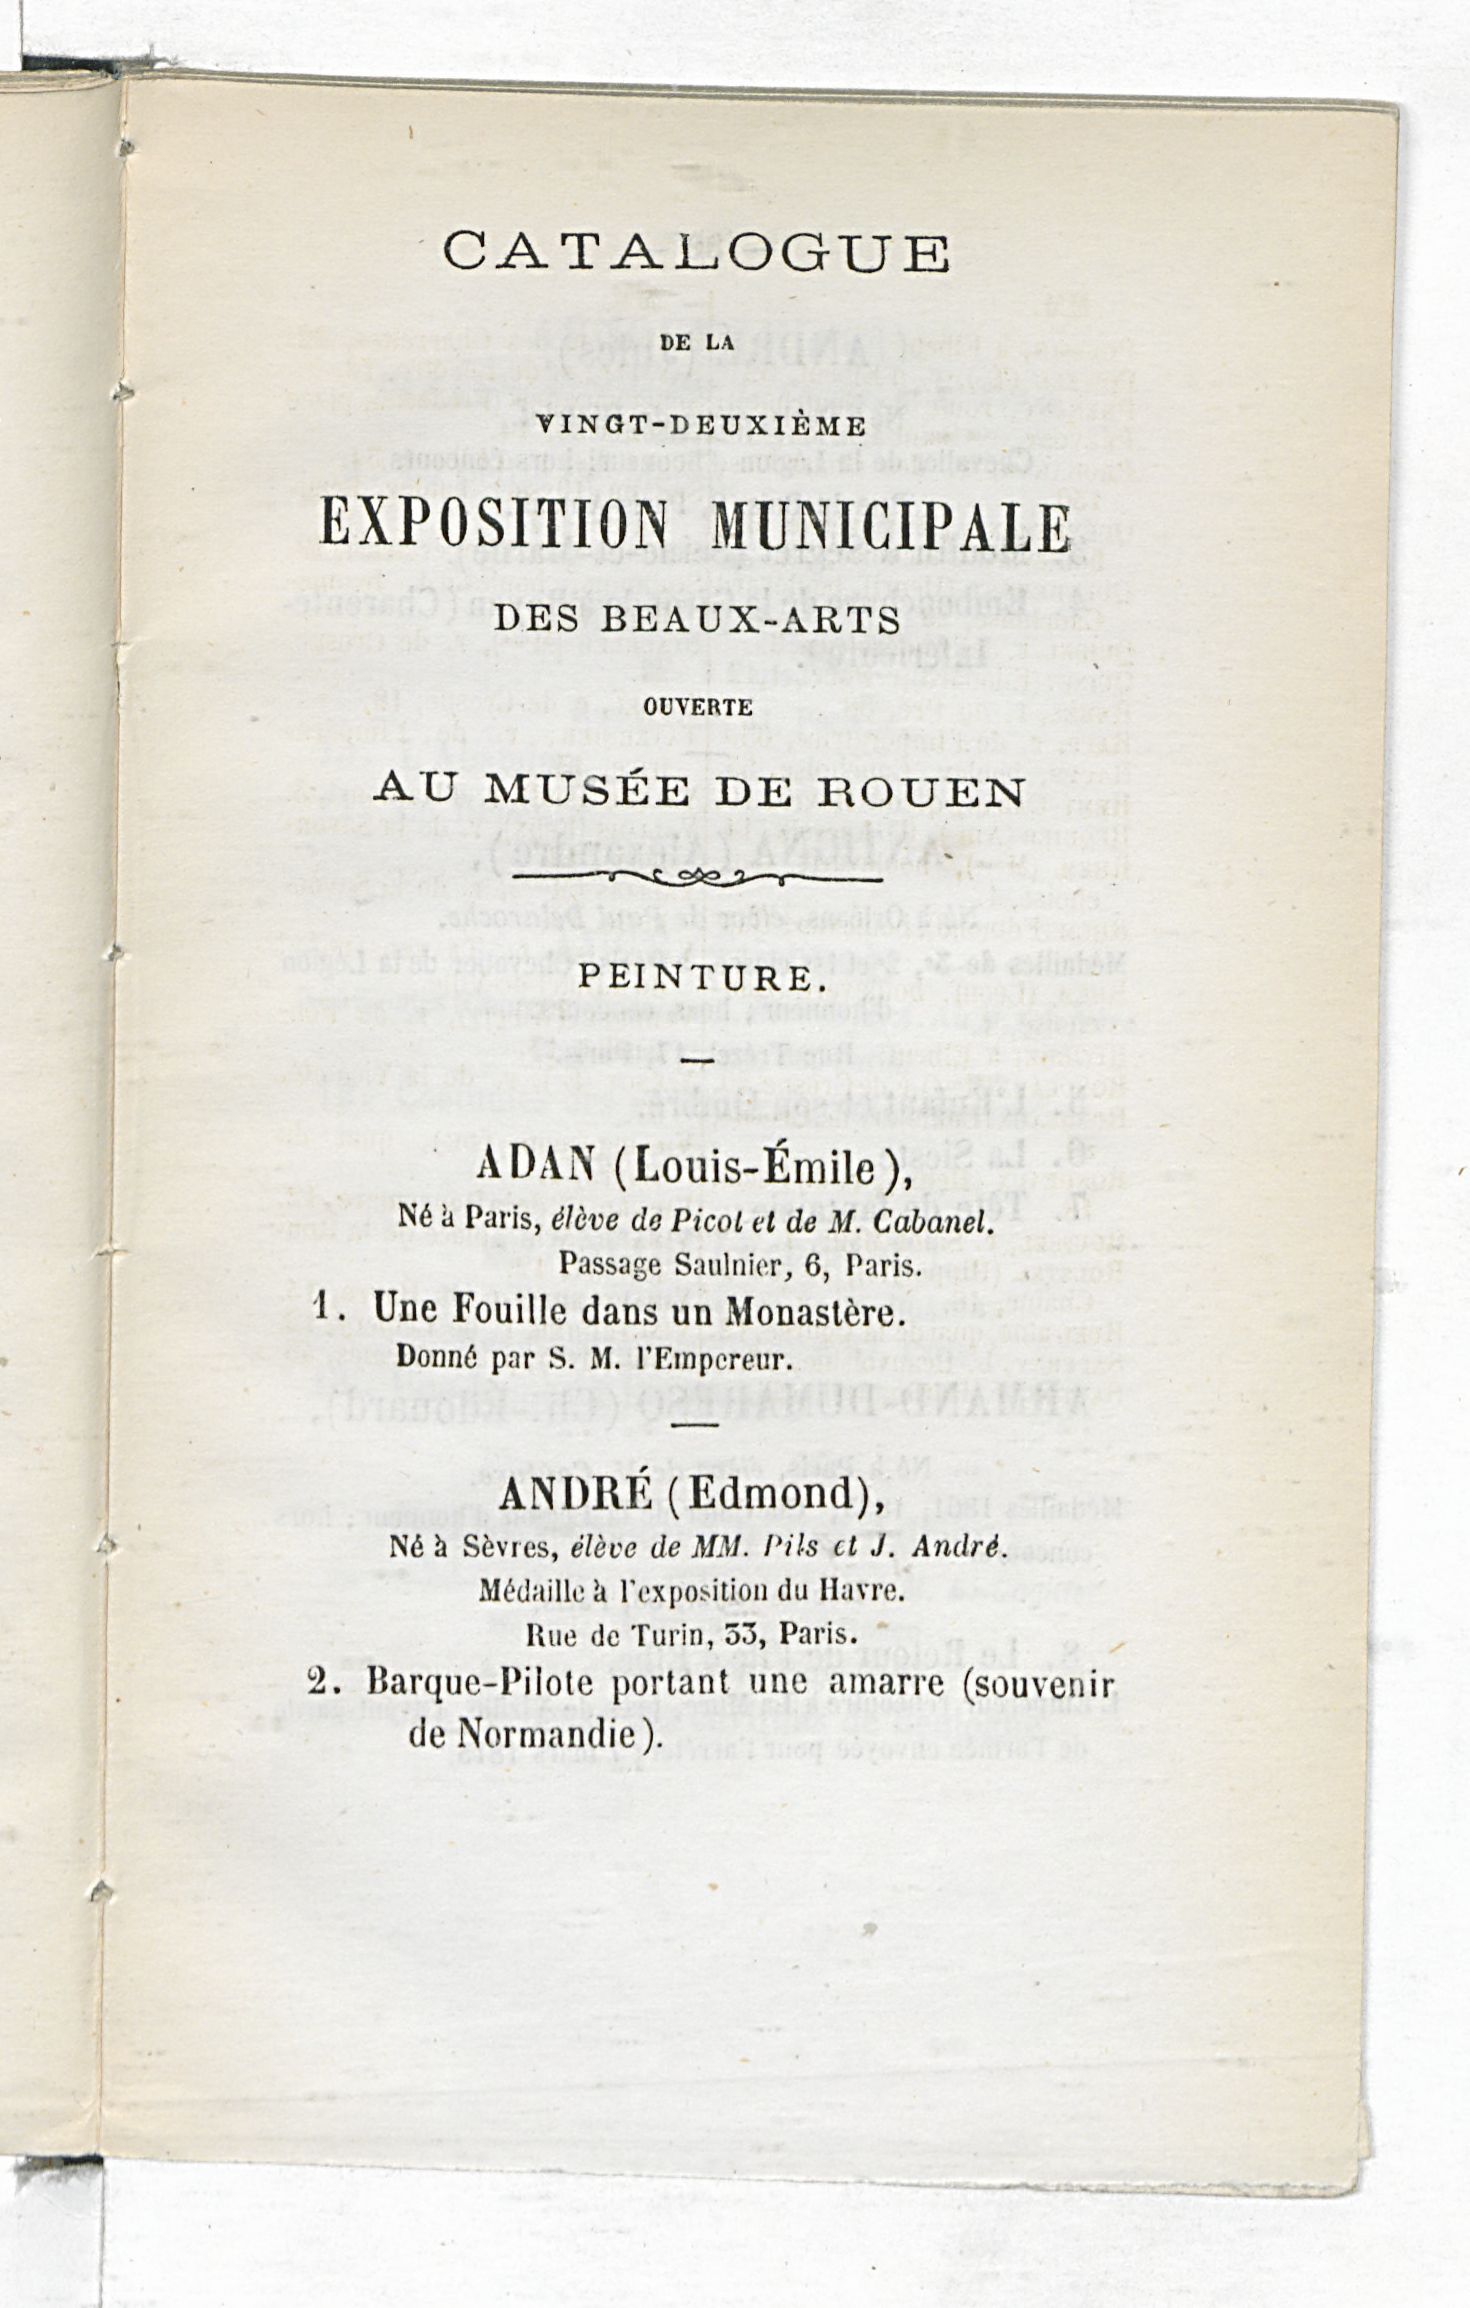 CATALOGUE
DE LA
VINGT-DEUXIÈME
EXPOSITION MUNICIPALE
DES BEAUX-ARTS
OUVERTE
AU MUSÉE DE ROUEN
PEINTURE.
ADAN (Louis-Émile),
Né à Paris, élève de Picot et de M. Cabanel.
Passage Saulnier, 6, Paris.
1. Une Fouille dans un Monastère.
Donné par S. M. l'Empereur.
ANDRÉ (Edmond),
Né à Sèvres, élève de MM. Pils et J. André.
Médaille à l'exposition du Havre.
Rue de Turin, 33, Paris.
2. Barque-Pilote portant une amarre (souvenir
de Normandie).